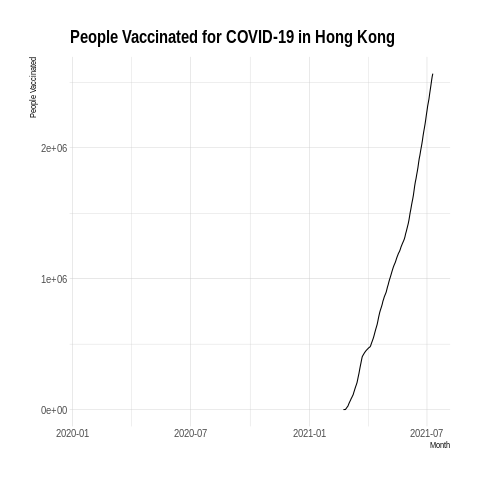 People Vaccinated for COVID-19 in Hong Kong
People Vaccinated
2e+06
1e+06
0e+00
2020-01 2020-07 2021-01 2021-07
Month